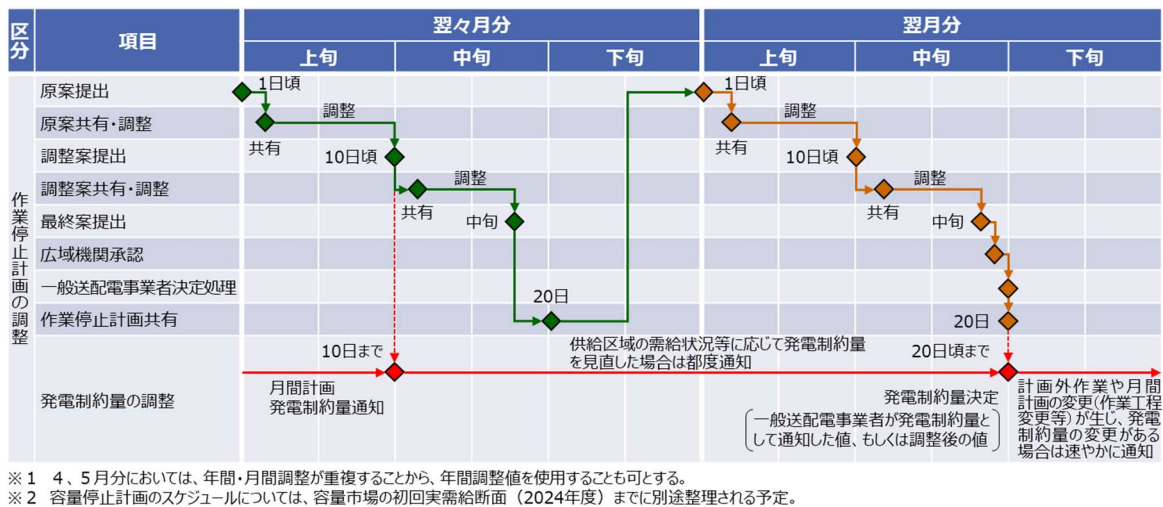 区分
項目
翌々月分
翌月分
上旬
中旬
下旬
上旬
中旬
下旬
作業停止計画の調整
原案提出
1日頃
1日頃
原案共有・調整
共有
調整
共有
調整
調整案提出
10日頃
10日頃
調整案共有・調整
共有
調整
共有
調整
最終案提出
中旬
中旬
広域機関承認
一般送配電事業者決定処理
作業停止計画共有
20日
20日
発電制約量の調整
10日まで
月間計画
発電制約量通知
供給区域の需給状況等に応じて発電制約量
を見直した場合は都度通知
20日頃まで
発電制約量決定
一般送配電事業者が発電制約量と
して通知した値、もしくは調整後の値
計画外作業や月間
計画の変更(作業工程
変更等)が生じ、発電
制約量の変更がある
場合は速やかに通知
※1 4、5月分においては、年間・月間調整が重複することから、年間調整値を使用することも可とする。
※2 容量停止計画のスケジュールについては、容量市場の初回実需給断面(2024年度)までに別途整理される予定。